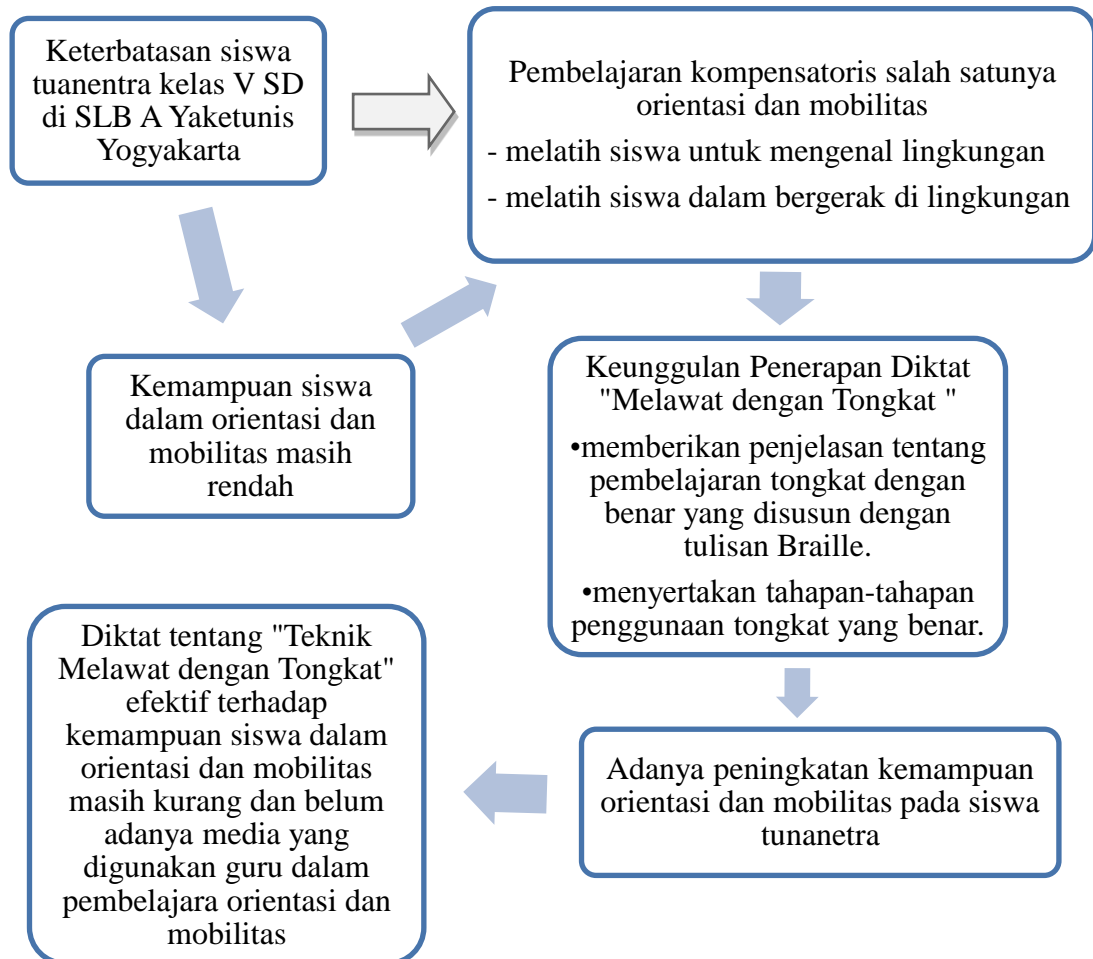 Keterbatasan siswa
tuanentra kelas V SD
di SLB A Yaketunis
Yogyakarta
Pembelajaran kompensatoris salah satunya
orientasi dan mobilitas
- melatih siswa untuk mengenal lingkungan
- melatih siswa dalam bergerak di lingkungan
Kemampuan siswa
dalam orientasi dan
mobilitas masih
rendah
Keunggulan Penerapan Diktat
"Melawat dengan Tongkat "
•memberikan penjelasan tentang
pembelajaran tongkat dengan
benar yang disusun dengan
tulisan Braille.
•menyertakan tahapan-tahapan
penggunaan tongkat yang benar.
Adanya peningkatan kemampuan
orientasi dan mobilitas pada siswa
tunanetra
Diktat tentang "Teknik
Melawat dengan Tongkat"
efektif terhadap
kemampuan siswa dalam
orientasi dan mobilitas
masih kurang dan belum
adanya media yang
digunakan guru dalam
pembelajara orientasi dan
mobilitas